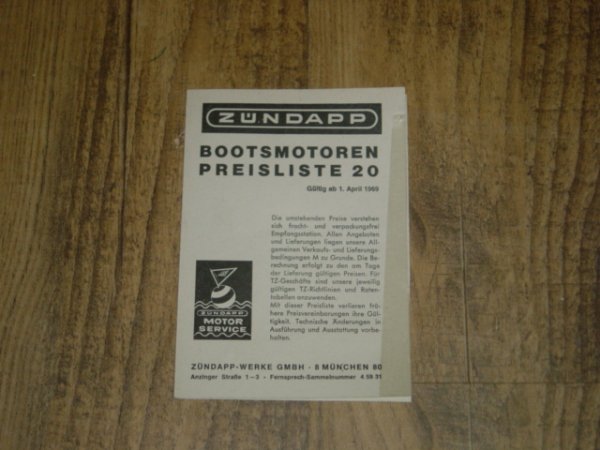 ZÜNDAPP
BOOTSMOTOREN
PREISLISTE 20
Gültig ab 1. April 1969
Die umstehenden Preise verstehen
sich fracht- und verpackungsfrei
Empfangsstation. Allen Angeboten
und Lieferungen liegen unsere All-
gemeinen Verkaufs- und Lieferungs-
bedingungen M zu Grunde. Die Be-
rechnung erfolgt zu den am Tage
der Lieferung gültigen Preisen. Für
TZ-Geschäfte sind unsere jeweilig
gültigen TZ-Richtlinien und Raten-
tabellen anzuwenden.
Mit dieser Preisliste verlieren frü-
here Preisvereinbarungen ihre Gül-
tigkeit. Technische Änderungen in
Ausführung und Ausstattung vorbe-
halten.
ZÜNDAPP
MOTOR
SERVICE
ZÜNDAPP-WERKE GMBH · 8 MÜNCHEN 80
Anzinger Straße 1–3 · Fernsprech-Sammelnummer 4 59 31